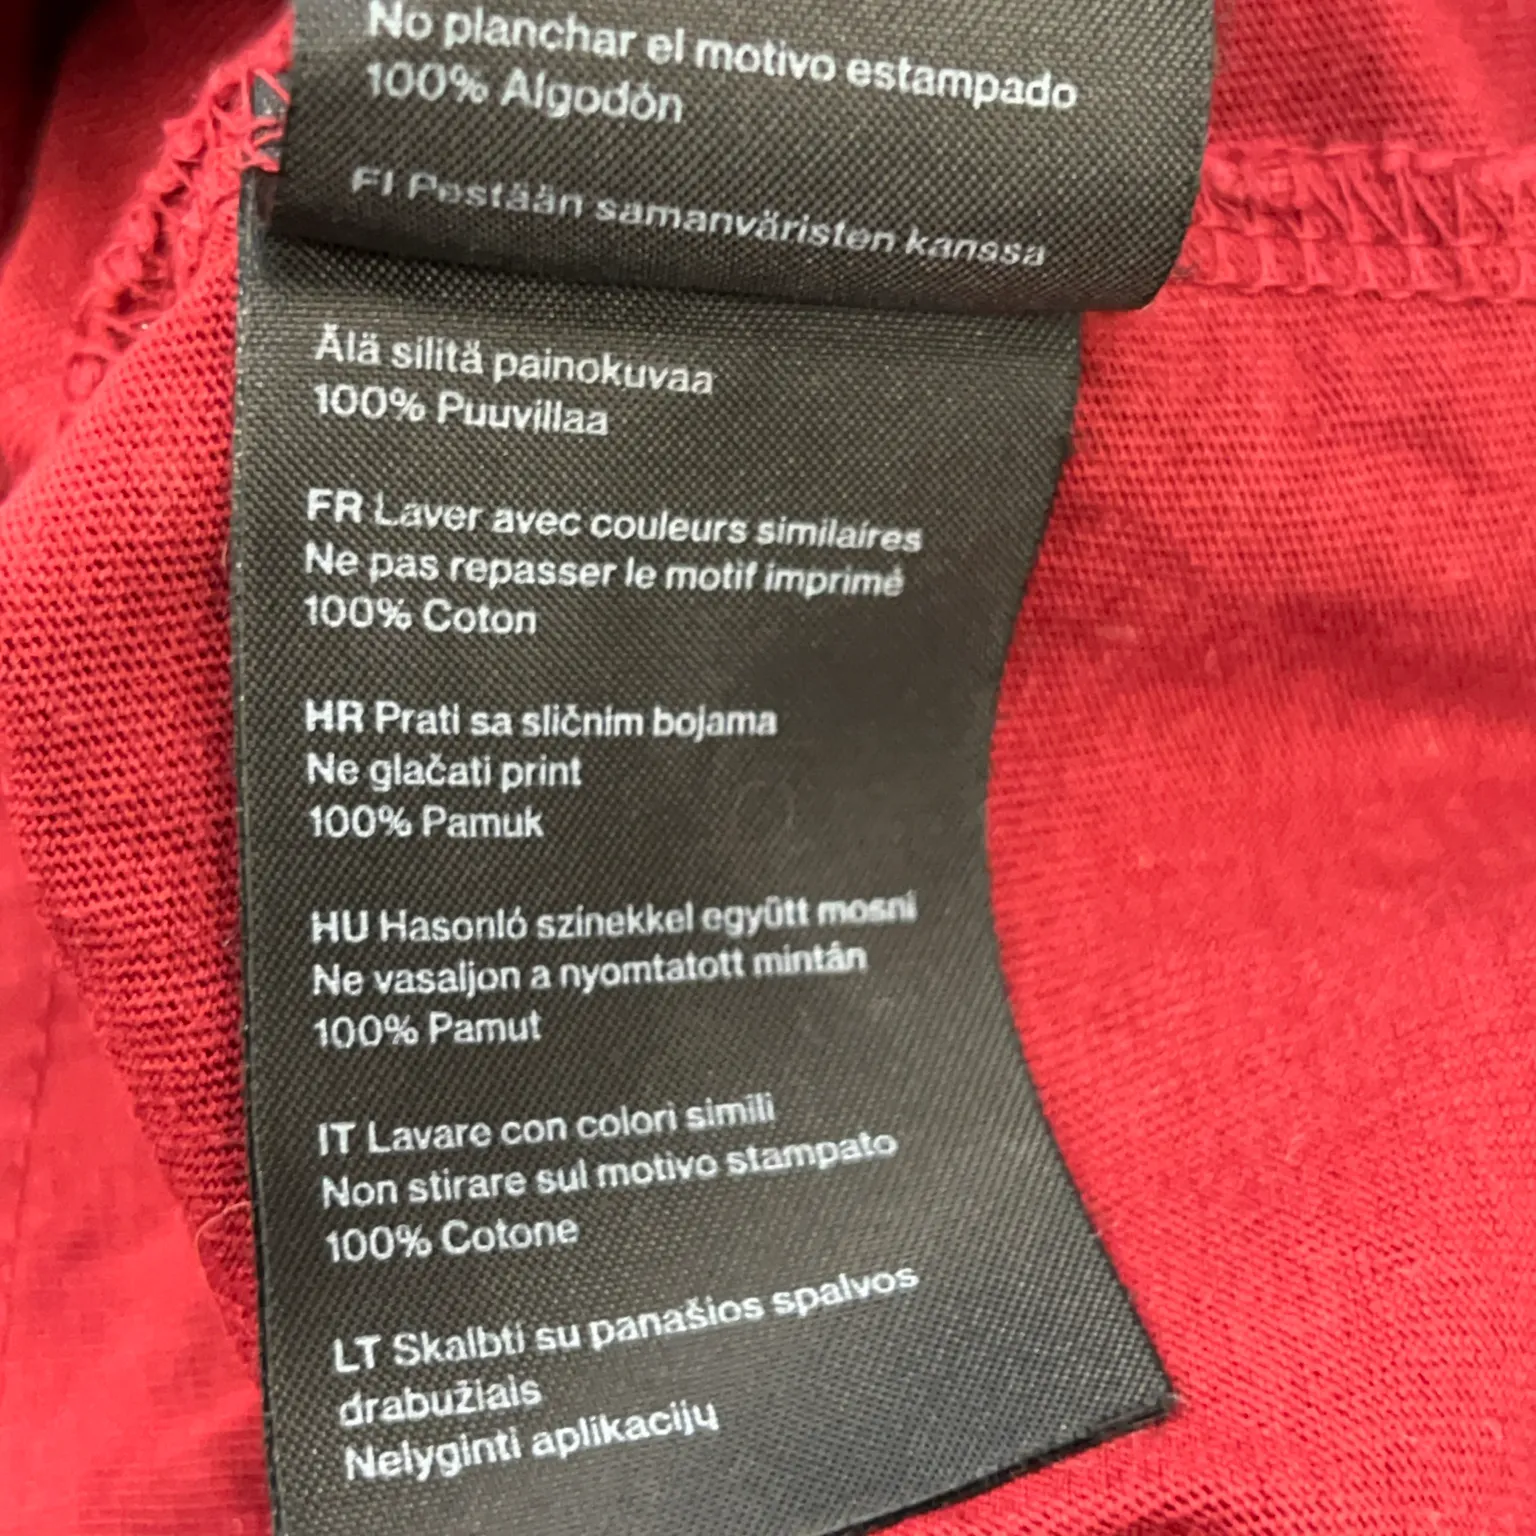 No planchar el motivo estampado
100% Algodón
FI Pestään samanväristen kanssa
Älä silitä painokuvaa
100% Puuvillaa
FR Laver avec couleurs similaires
Ne pas repasser le motif imprimé
100% Coton
HR Prati sa sličnim bojama
Ne glačati print
100% Pamuk
HU Hasonló színekkel együtt mosni
Ne vasaljon a nyomtatott mintán
100% Pamut
IT Lavare con colori simili
Non stirare sul motivo stampato
100% Cotone
LT Skalbti su panašios spalvos
drabužiais
Nelyginti aplikacijų